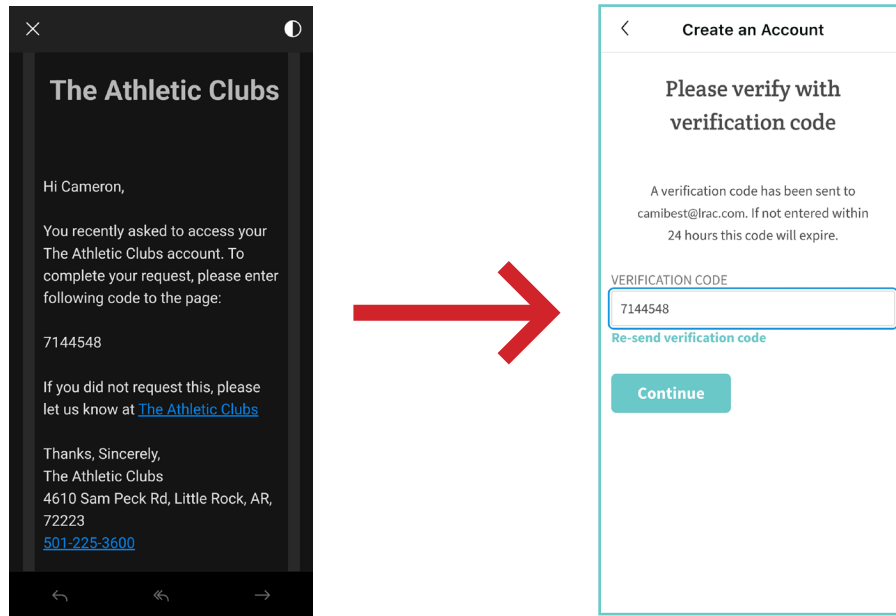 The Athletic Clubs
Hi Cameron,
You recently asked to access your
The Athletic Clubs account. To
complete your request, please enter
following code to the page:
7144548
If you did not request this, please
let us know at The Athletic Clubs
Thanks, Sincerely,
The Athletic Clubs
4610 Sam Peck Rd, Little Rock, AR,
72223
501-225-3600
Create an Account
Please verify with
verification code
A verification code has been sent to
camibest@lrac.com. If not entered within
24 hours this code will expire.
VERIFICATION CODE
7144548
Re-send verification code
Continue